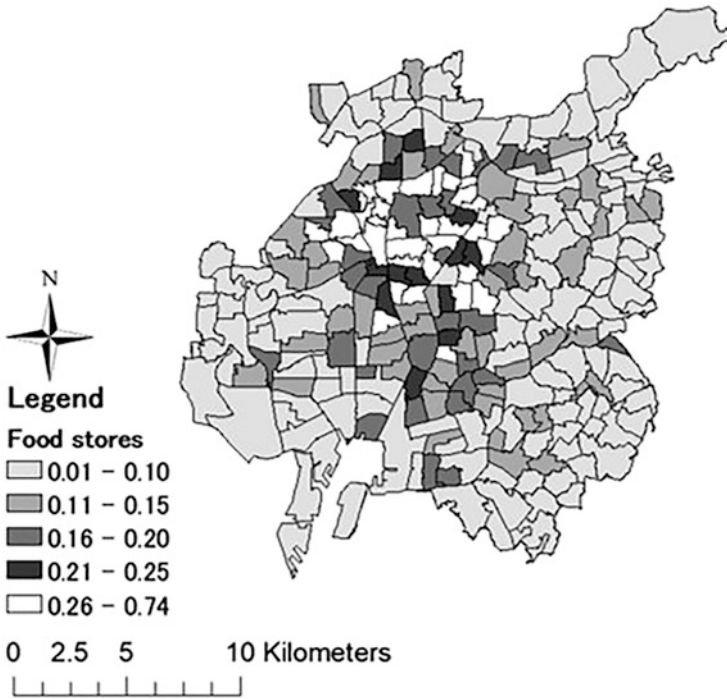 N
Legend
Food stores
0.01 - 0.10
0.11 - 0.15
0.16 - 0.20
0.21 - 0.25
0.26 - 0.74
0 2.5 5 10 Kilometers